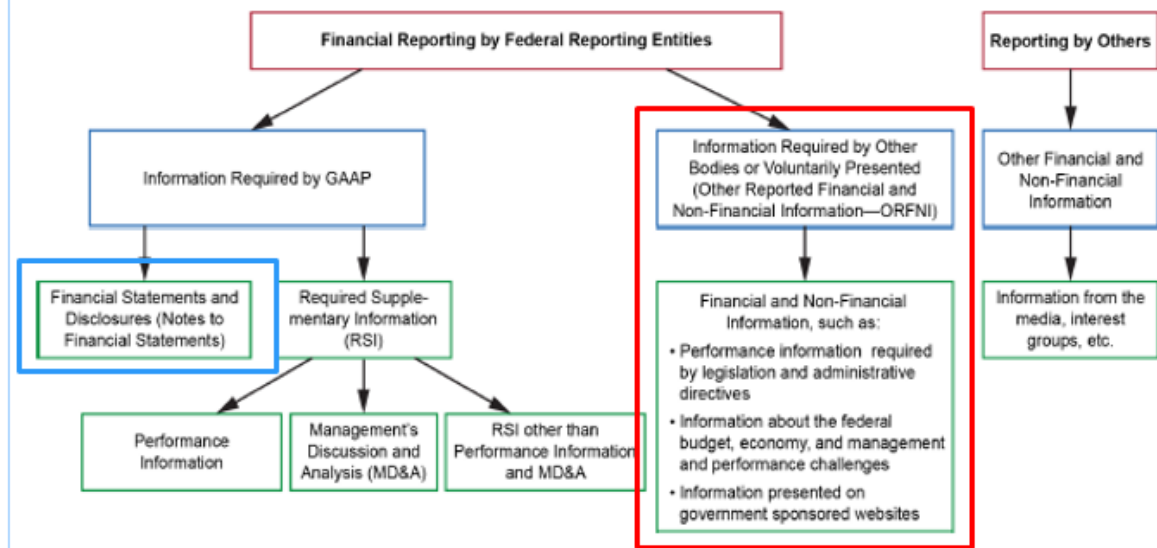 Financial Reporting by Federal Reporting Entities
Reporting by Others
Information Required by GAAP
Information Required by Other
Bodies or Voluntarily Presented
(Other Reported Financial and
Non-Financial Information—ORFNI)
Other Financial and
Non-Financial
Information
Financial Statements and
Disclosures (Notes to
Financial Statements)
Required Supple-
mentary Information
(RSI)
Financial and Non-Financial
Information, such as:
• Performance information required
by legislation and administrative
directives
• Information about the federal
budget, economy, and management
and performance challenges
• Information presented on
government sponsored websites
Information from the
media, interest
groups, etc.
Performance
Information
Management's
Discussion and
Analysis (MD&A)
RSI other than
Performance Information
and MD&A